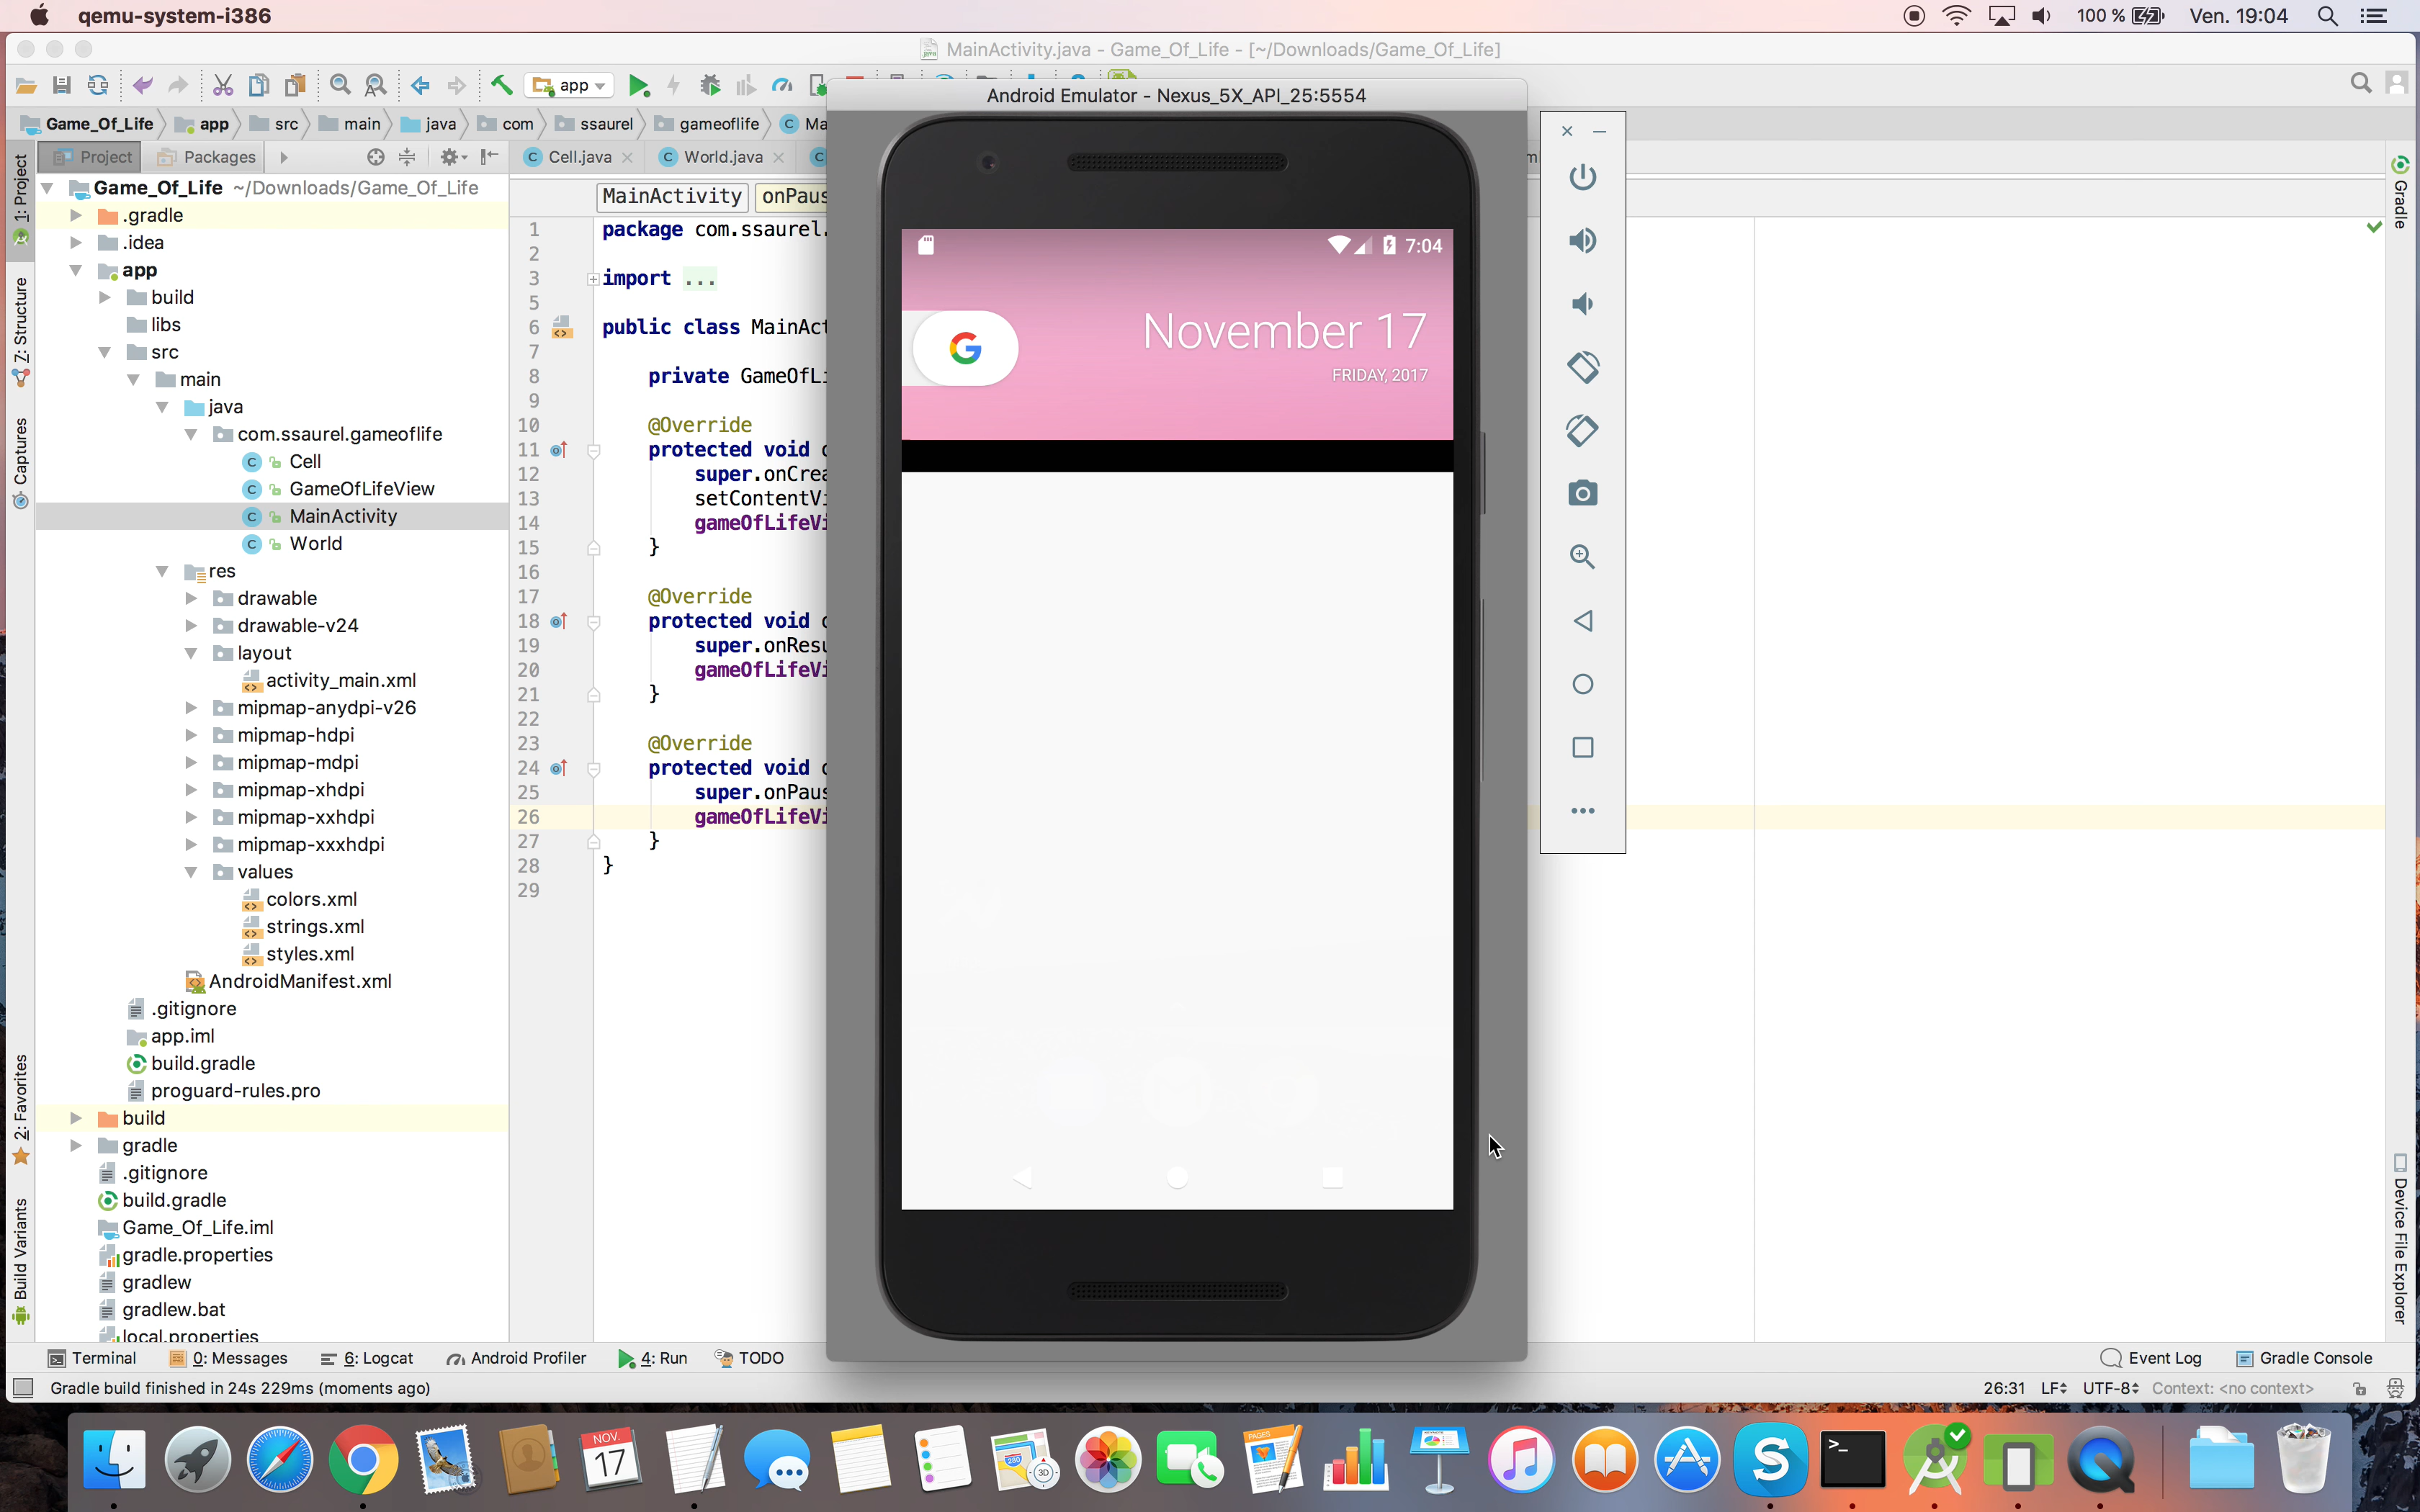 qemu-system-i386
100 %
Ven. 19:04
MainActivity.java - Game_Of_Life - [~/Downloads/Game_Of_Life]
app
Android Emulator - Nexus_5X_API_25:5554
Game_Of_Life
app
src
main
java
com
ssaurel
gameoflife
Ma
Project
Packages
Cell.java
World.java
1: Project
7: Structure
Captures
2: Favorites
Build Variants
Gradle
Device File Explorer
Game_Of_Life ~/Downloads/Game_Of_Life
.gradle
.idea
app
build
libs
src
main
java
com.ssaurel.gameoflife
Cell
GameOfLifeView
MainActivity
World
res
drawable
drawable-v24
layout
activity_main.xml
mipmap-anydpi-v26
mipmap-hdpi
mipmap-mdpi
mipmap-xhdpi
mipmap-xxhdpi
mipmap-xxxhdpi
values
colors.xml
strings.xml
styles.xml
AndroidManifest.xml
.gitignore
app.iml
build.gradle
proguard-rules.pro
build
gradle
.gitignore
build.gradle
Game_Of_Life.iml
gradle.properties
gradlew
gradlew.bat
local.properties
MainActivity
onPaus
1 package com.ssaurel.
2
3 import ...
5
6 public class MainAct
7
8 private GameOfLi
9
10 @Override
11 protected void o
12 super.onCrea
13 setContentVi
14 gameOfLifeVi
15 }
16
17 @Override
18 protected void o
19 super.onResu
20 gameOfLifeVi
21 }
22
23 @Override
24 protected void o
25 super.onPaus
26 gameOfLifeVi
27 }
28 }
29
7:04
G
November 17
FRIDAY, 2017
Terminal
0: Messages
6: Logcat
Android Profiler
4: Run
TODO
Event Log
Gradle Console
Gradle build finished in 24s 229ms (moments ago)
26:31
LF
UTF-8
Context: <no context>
NOV.
17
280
3D
PAGES
>_